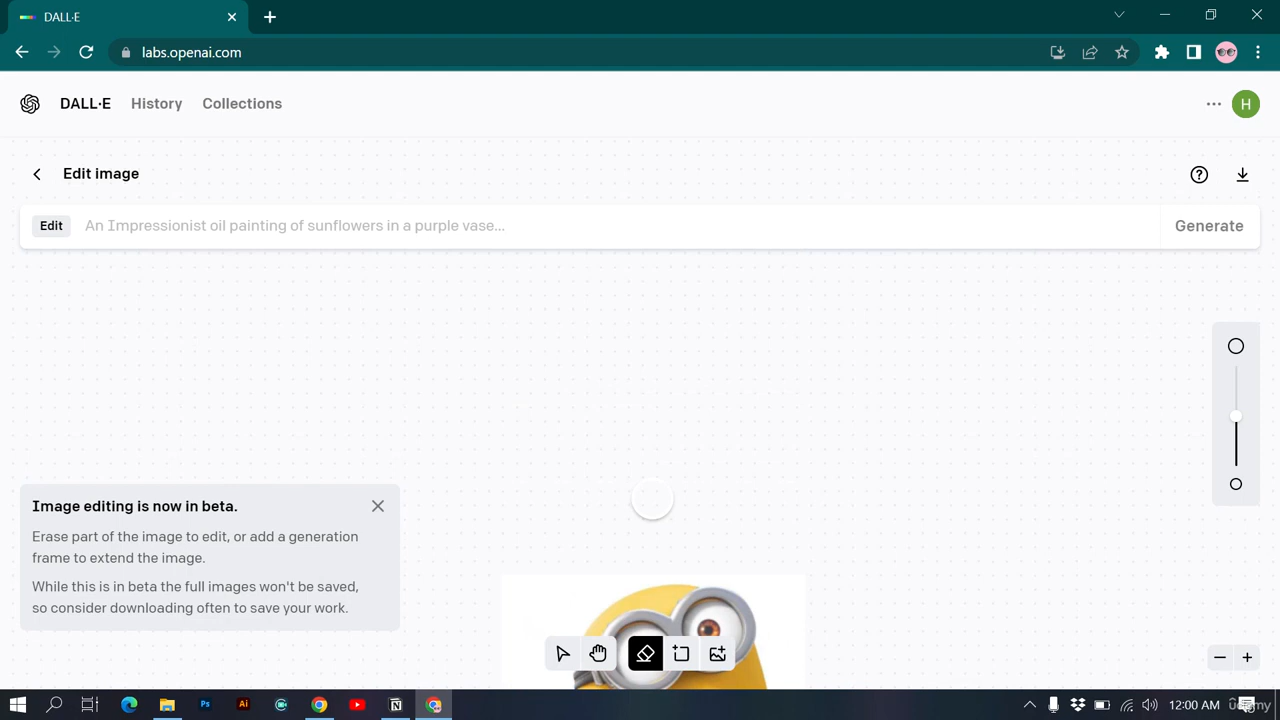 DALL·E
labs.openai.com
DALL·E History Collections
H
Edit image
Edit An Impressionist oil painting of sunflowers in a purple vase... Generate
Image editing is now in beta.
Erase part of the image to edit, or add a generation
frame to extend the image.
While this is in beta the full images won't be saved,
so consider downloading often to save your work.
Ps Ai 12:00 AM
udemy